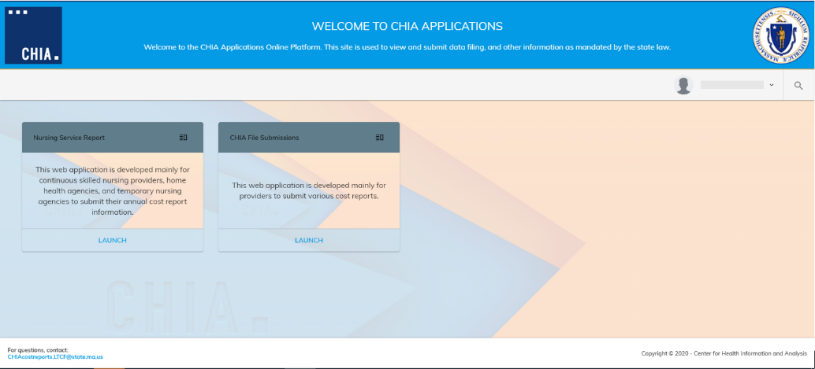 CHIA.
WELCOME TO CHIA APPLICATIONS
Welcome to the CHIA Applications Online Platform. This site is used to view and submit data filing, and other information as mandated by the state law.
Nursing Service Report
This web application is developed mainly for
continuous skilled nursing providers, home
health agencies, and temporary nursing
agencies to submit their annual cost report
information.
LAUNCH
CHIA File Submissions
This web application is developed mainly for
providers to submit various cost reports.
LAUNCH
CHIA.
For questions, contact:
CHIAcostreports.LTCF@state.ma.us
Copyright © 2020 - Center for Health Information and Analysis